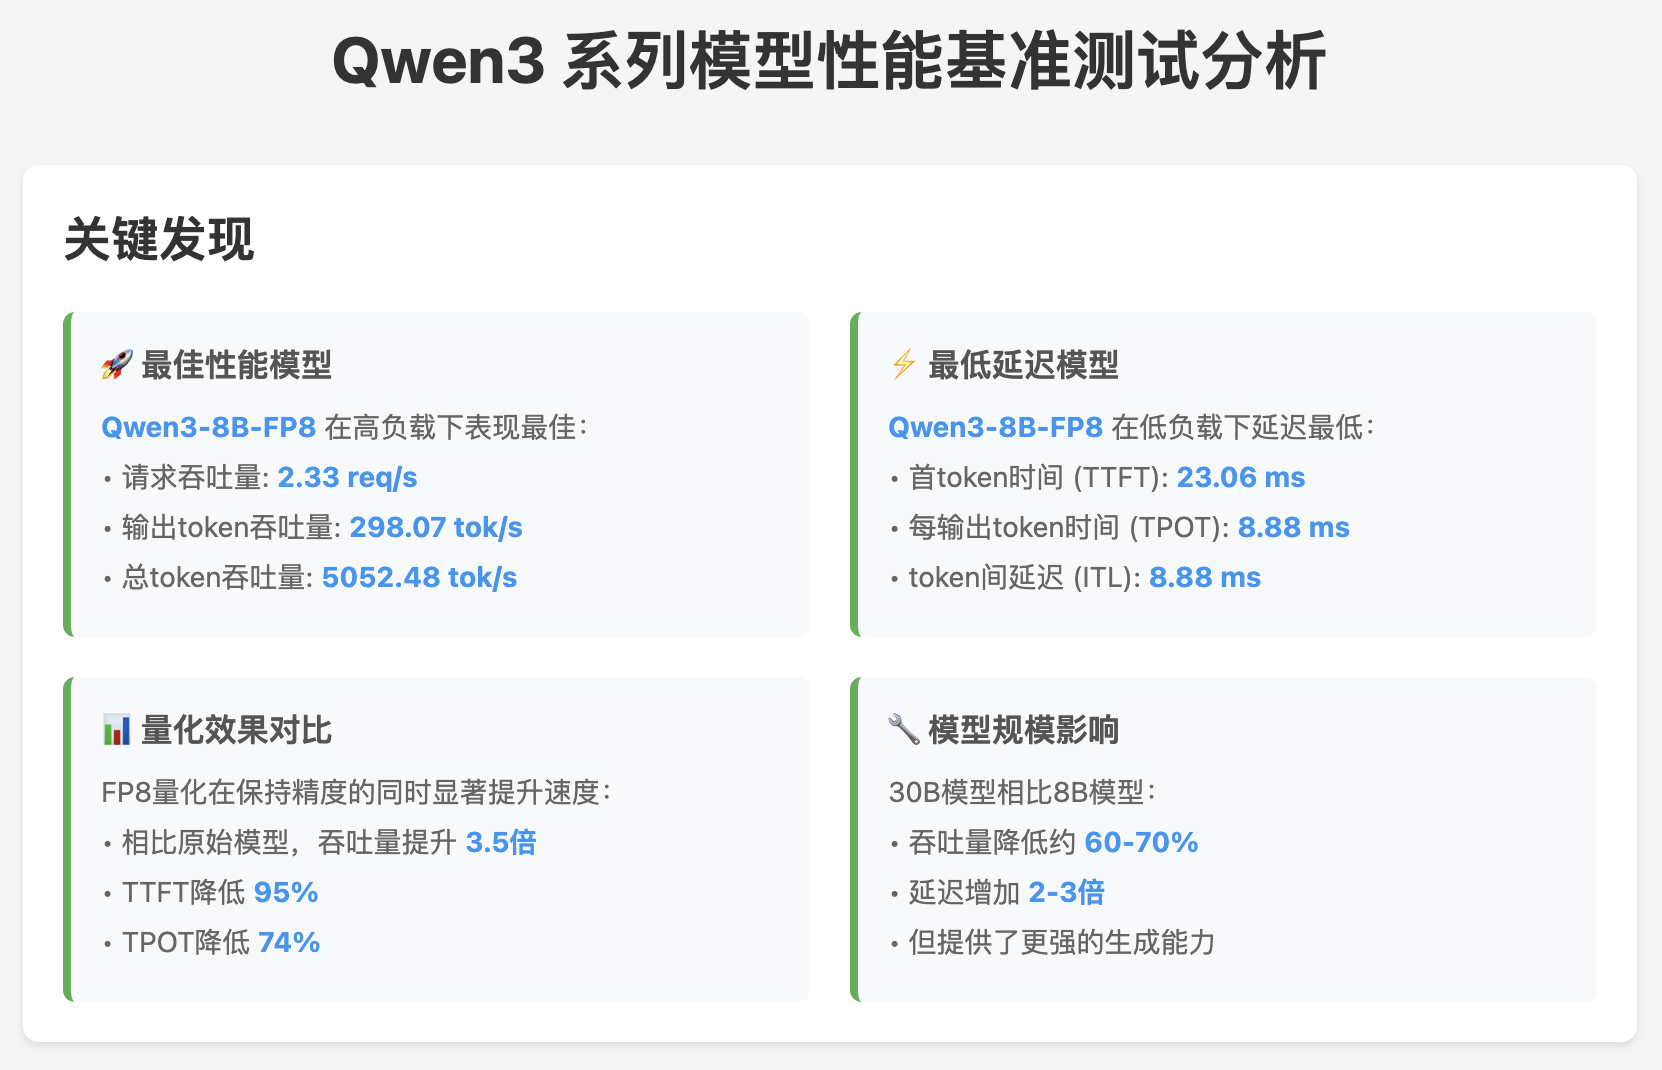 Qwen3 系列模型性能基准测试分析
关键发现
🚀 最佳性能模型
Qwen3-8B-FP8 在高负载下表现最�：
• 请求吞吐量: 2.33 req/s
• 输出token吞吐量: 298.07 tok/s
• 总token吞吐量: 5052.48 tok/s
⚡ 最低延迟模型
Qwen3-8B-FP8 在低负载下延迟最低：
• 首token时间 (TTFT): 23.06 ms
• 每输出token时间 (TPOT): 8.88 ms
• token间延迟 (ITL): 8.88 ms
📊 量化效果对比
FP8量化在保持精度的同时显著提升速度：
• 相比原始模型，吞吐量提升 3.5倍
• TTFT降低 95%
• TPOT降低 74%
🔧 模型规模影响
30B模型相比8B模型：
• 吞吐量降低约 60-70%
• 延迟增加 2-3倍
• 但提供了更强的生成能力